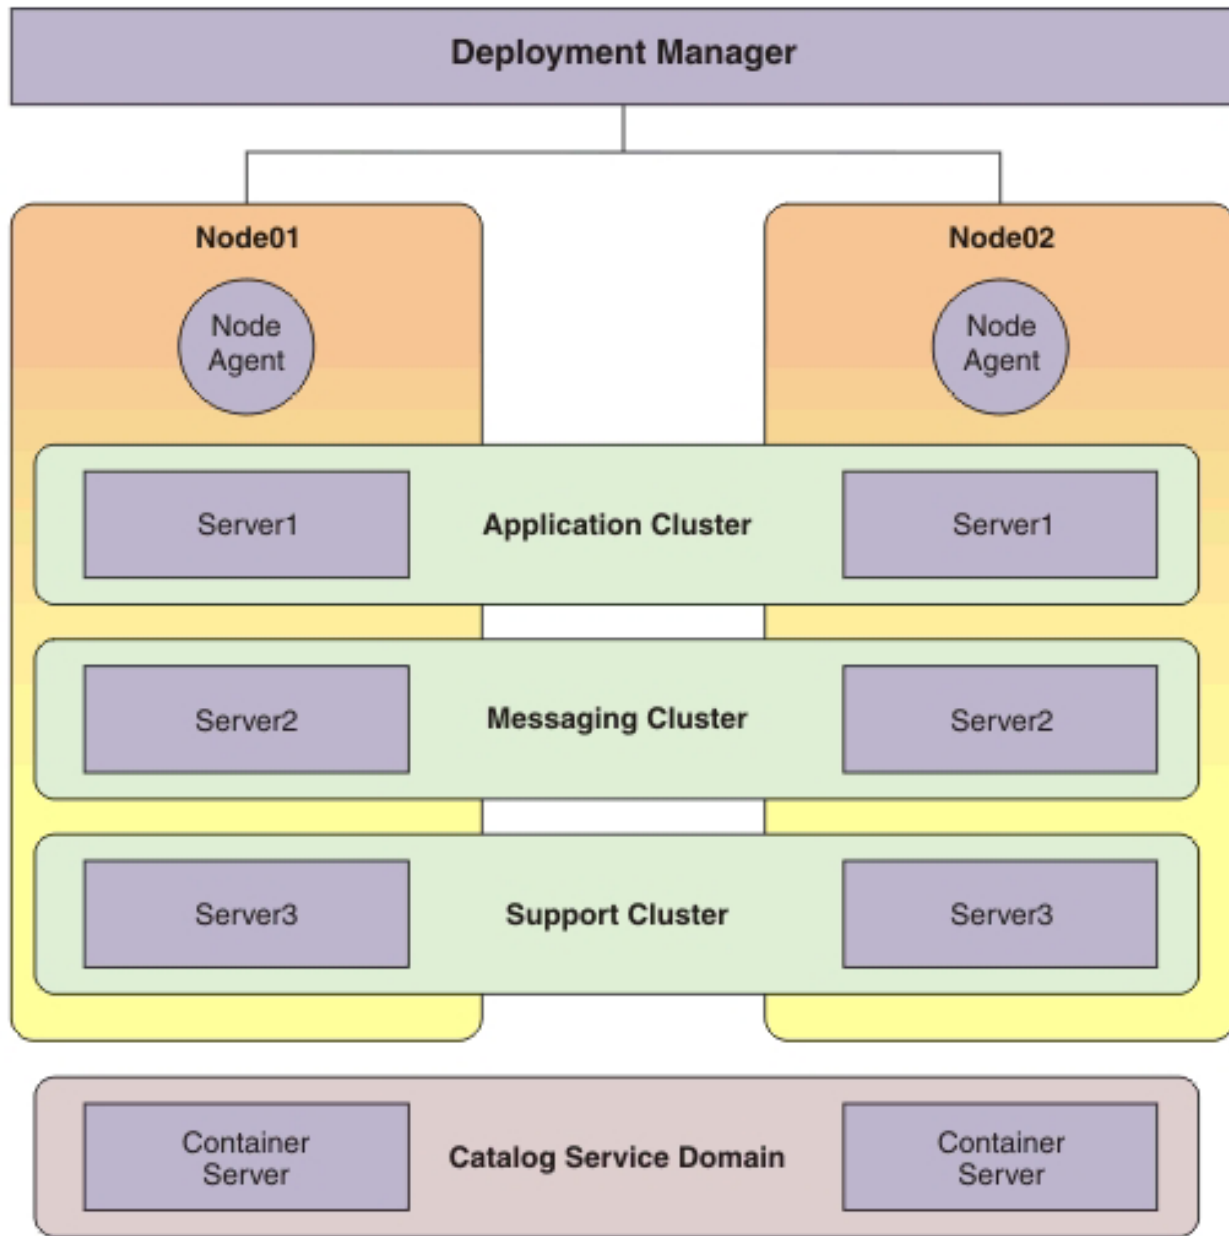 Deployment Manager
Node01
Node02
Node
Agent
Node
Agent
Server1
Application Cluster
Server1
Server2
Messaging Cluster
Server2
Server3
Support Cluster
Server3
Container
Server
Catalog Service Domain
Container
Server